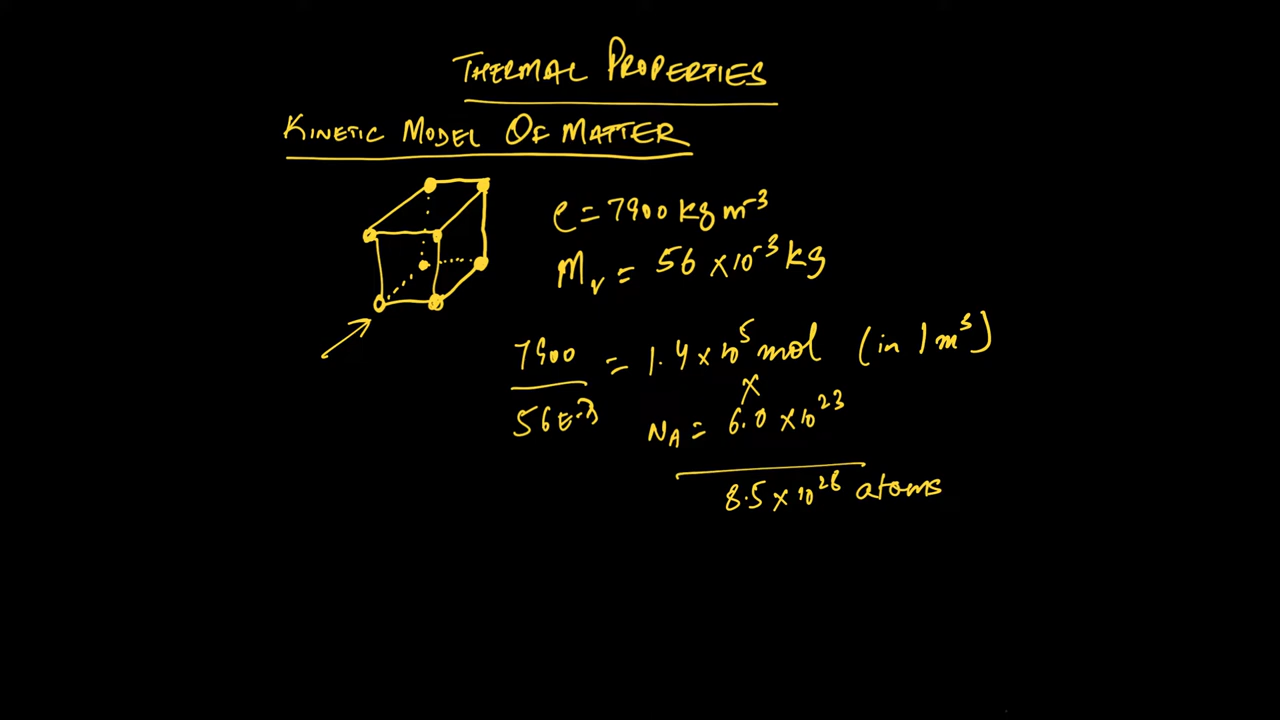 THERMAL PROPERTIES
KINETIC MODEL OF MATTER
ρ = 7900 kg m⁻³
Mᵣ = 56 × 10⁻³ kg
7900 / 56E-3 = 1.4 × 10⁵ mol (in 1 m³)
×
N_A = 6.0 × 10²³
8.5 × 10²⁸ atoms